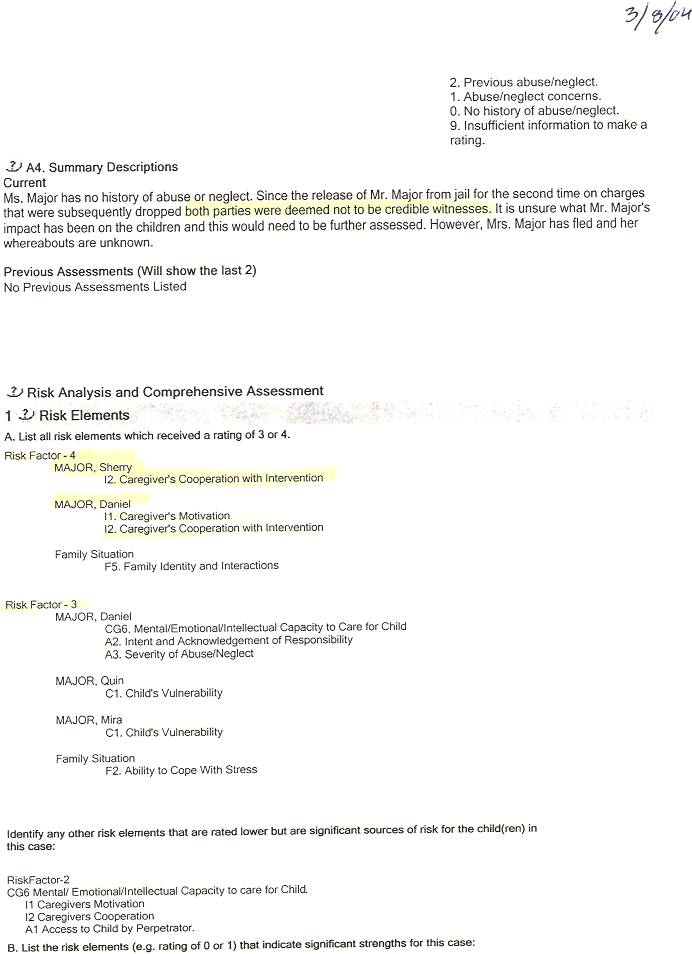 3/8/04
2. Previous abuse/neglect.
1. Abuse/neglect concerns.
0. No history of abuse/neglect.
9. Insufficient information to make a
rating.
A4. Summary Descriptions
Current
Ms. Major has no history of abuse or neglect. Since the release of Mr. Major from jail for the second time on charges
that were subsequently dropped both parties were deemed not to be credible witnesses. It is unsure what Mr. Major's
impact has been on the children and this would need to be further assessed. However, Mrs. Major has fled and her
whereabouts are unknown.
Previous Assessments (Will show the last 2)
No Previous Assessments Listed
Risk Analysis and Comprehensive Assessment
1 Risk Elements
A. List all risk elements which received a rating of 3 or 4.
Risk Factor - 4
MAJOR, Sherry
I2. Caregiver's Cooperation with Intervention
MAJOR, Daniel
I1. Caregiver's Motivation
I2. Caregiver's Cooperation with Intervention
Family Situation
F5. Family Identity and Interactions
Risk Factor - 3
MAJOR, Daniel
CG6. Mental/Emotional/Intellectual Capacity to Care for Child
A2. Intent and Acknowledgement of Responsibility
A3. Severity of Abuse/Neglect
MAJOR, Quin
C1. Child's Vulnerability
MAJOR, Mira
C1. Child's Vulnerability
Family Situation
F2. Ability to Cope With Stress
Identify any other risk elements that are rated lower but are significant sources of risk for the child(ren) in
this case:
RiskFactor-2
CG6 Mental/ Emotional/Intellectual Capacity to care for Child.
I1 Caregivers Motivation
I2 Caregivers Cooperation
A1 Access to Child by Perpetrator.
B. List the risk elements (e.g. rating of 0 or 1) that indicate significant strengths for this case: